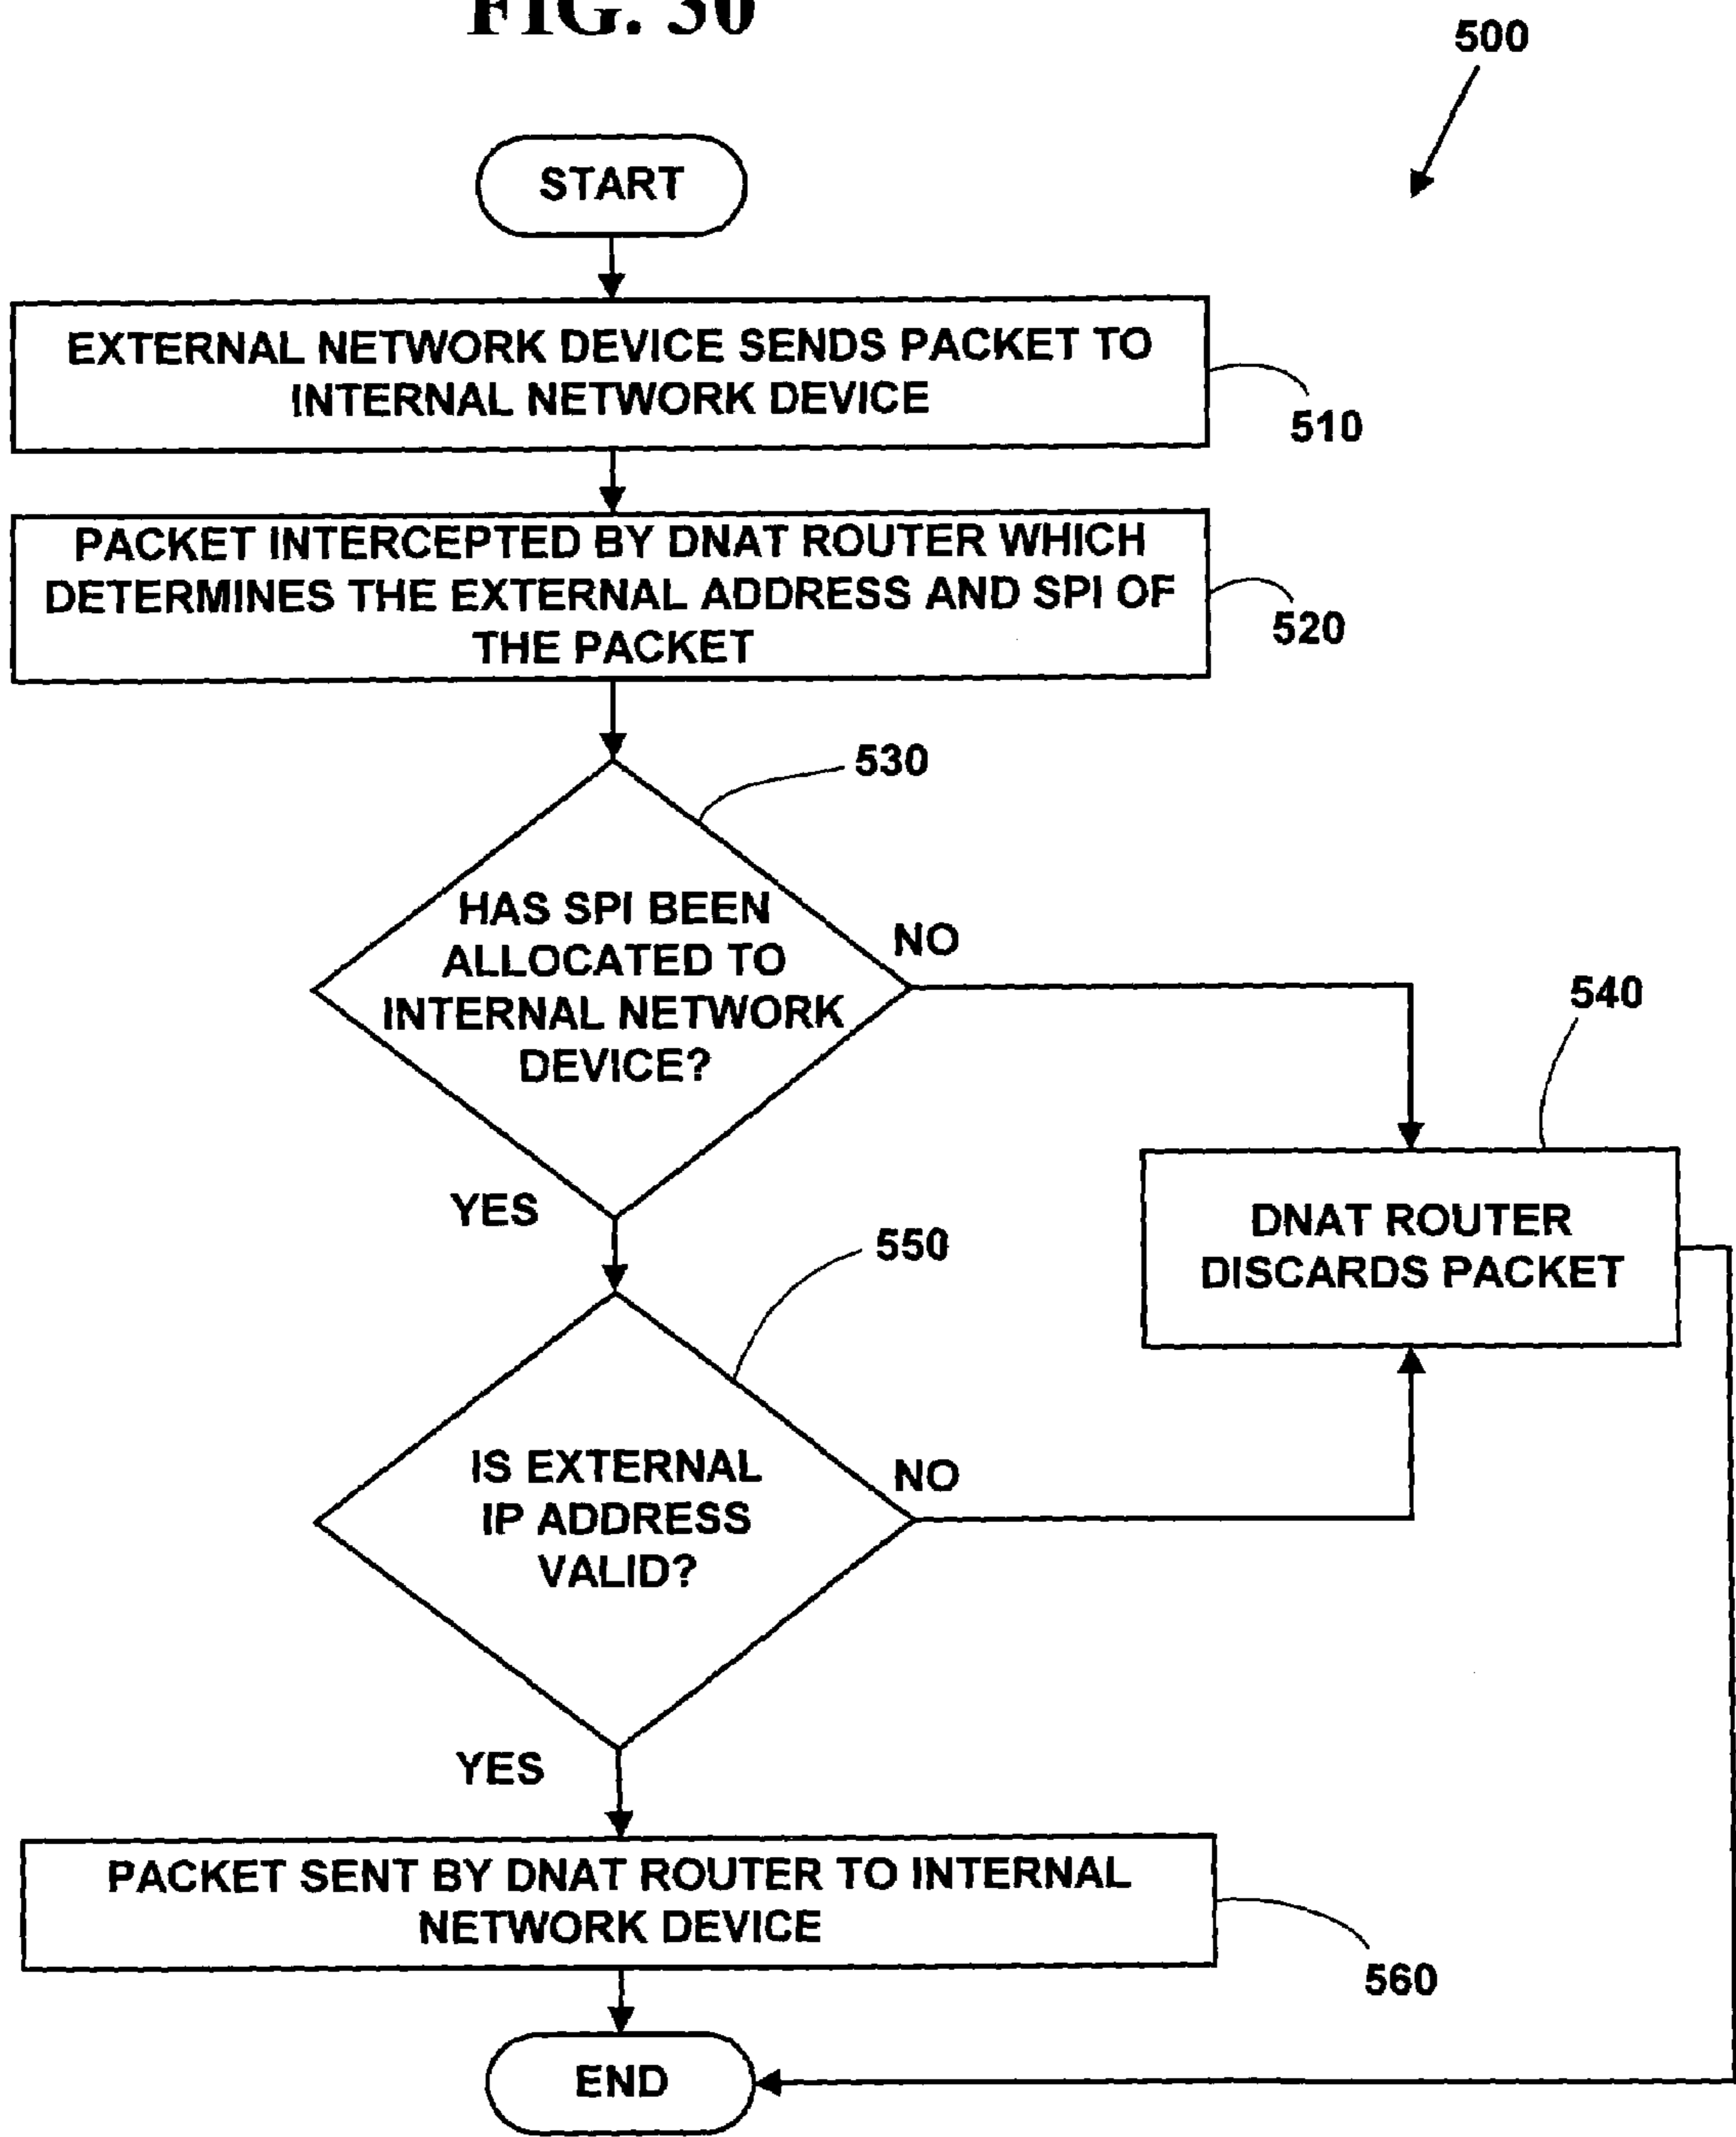 FIG. 30
500
START
EXTERNAL NETWORK DEVICE SENDS PACKET TO
INTERNAL NETWORK DEVICE
510
PACKET INTERCEPTED BY DNAT ROUTER WHICH
DETERMINES THE EXTERNAL ADDRESS AND SPI OF
THE PACKET
520
530
HAS SPI BEEN
ALLOCATED TO
INTERNAL NETWORK
DEVICE?
NO
540
YES
DNAT ROUTER
DISCARDS PACKET
550
IS EXTERNAL
IP ADDRESS
VALID?
NO
YES
PACKET SENT BY DNAT ROUTER TO INTERNAL
NETWORK DEVICE
560
END